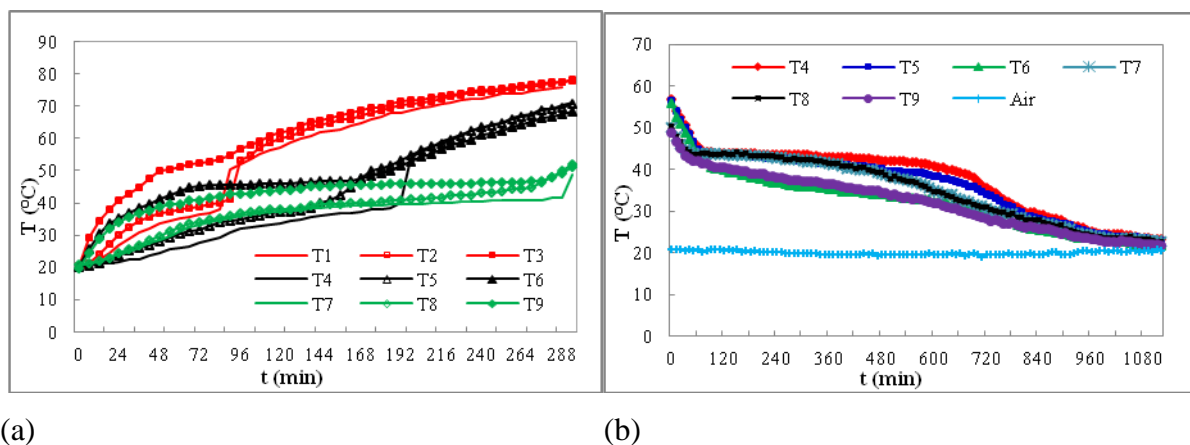 90
80
70
60
50
40
30
20
10
0
T (ºC)
T1 T2 T3
T4 T5 T6
T7 T8 T9
0 24 48 72 96 120 144 168 192 216 240 264 288
t (min)
(a)
70
60
50
40
30
20
10
0
T (ºC)
T4 T5 T6 T7
T8 T9 Air
0 120 240 360 480 600 720 840 960 1080
t (min)
(b)